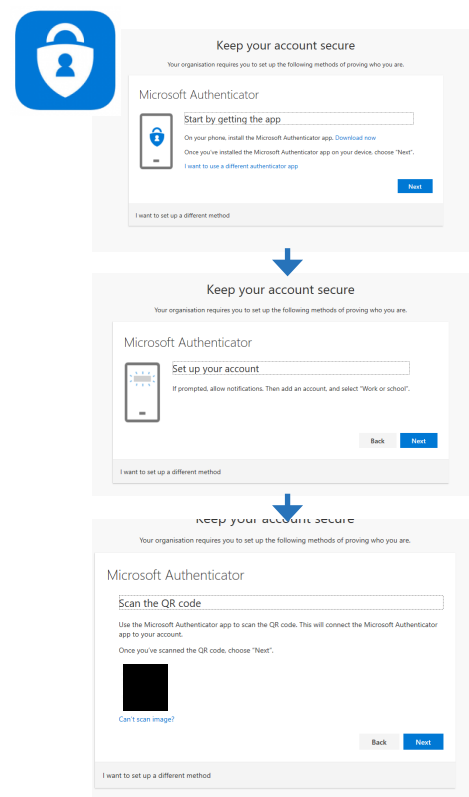 Keep your account secure
Your organisation requires you to set up the following methods of proving who you are.
Microsoft Authenticator
Start by getting the app
On your phone, install the Microsoft Authenticator app. Download now
Once you've installed the Microsoft Authenticator app on your device, choose "Next".
I want to use a different authenticator app
Next
I want to set up a different method
Keep your account secure
Your organisation requires you to set up the following methods of proving who you are.
Microsoft Authenticator
Set up your account
If prompted, allow notifications. Then add an account, and select "Work or school".
Back Next
I want to set up a different method
Keep your account secure
Your organisation requires you to set up the following methods of proving who you are.
Microsoft Authenticator
Scan the QR code
Use the Microsoft Authenticator app to scan the QR code. This will connect the Microsoft Authenticator
app to your account.
Once you've scanned the QR code, choose "Next".
Can't scan image?
Back Next
I want to set up a different method